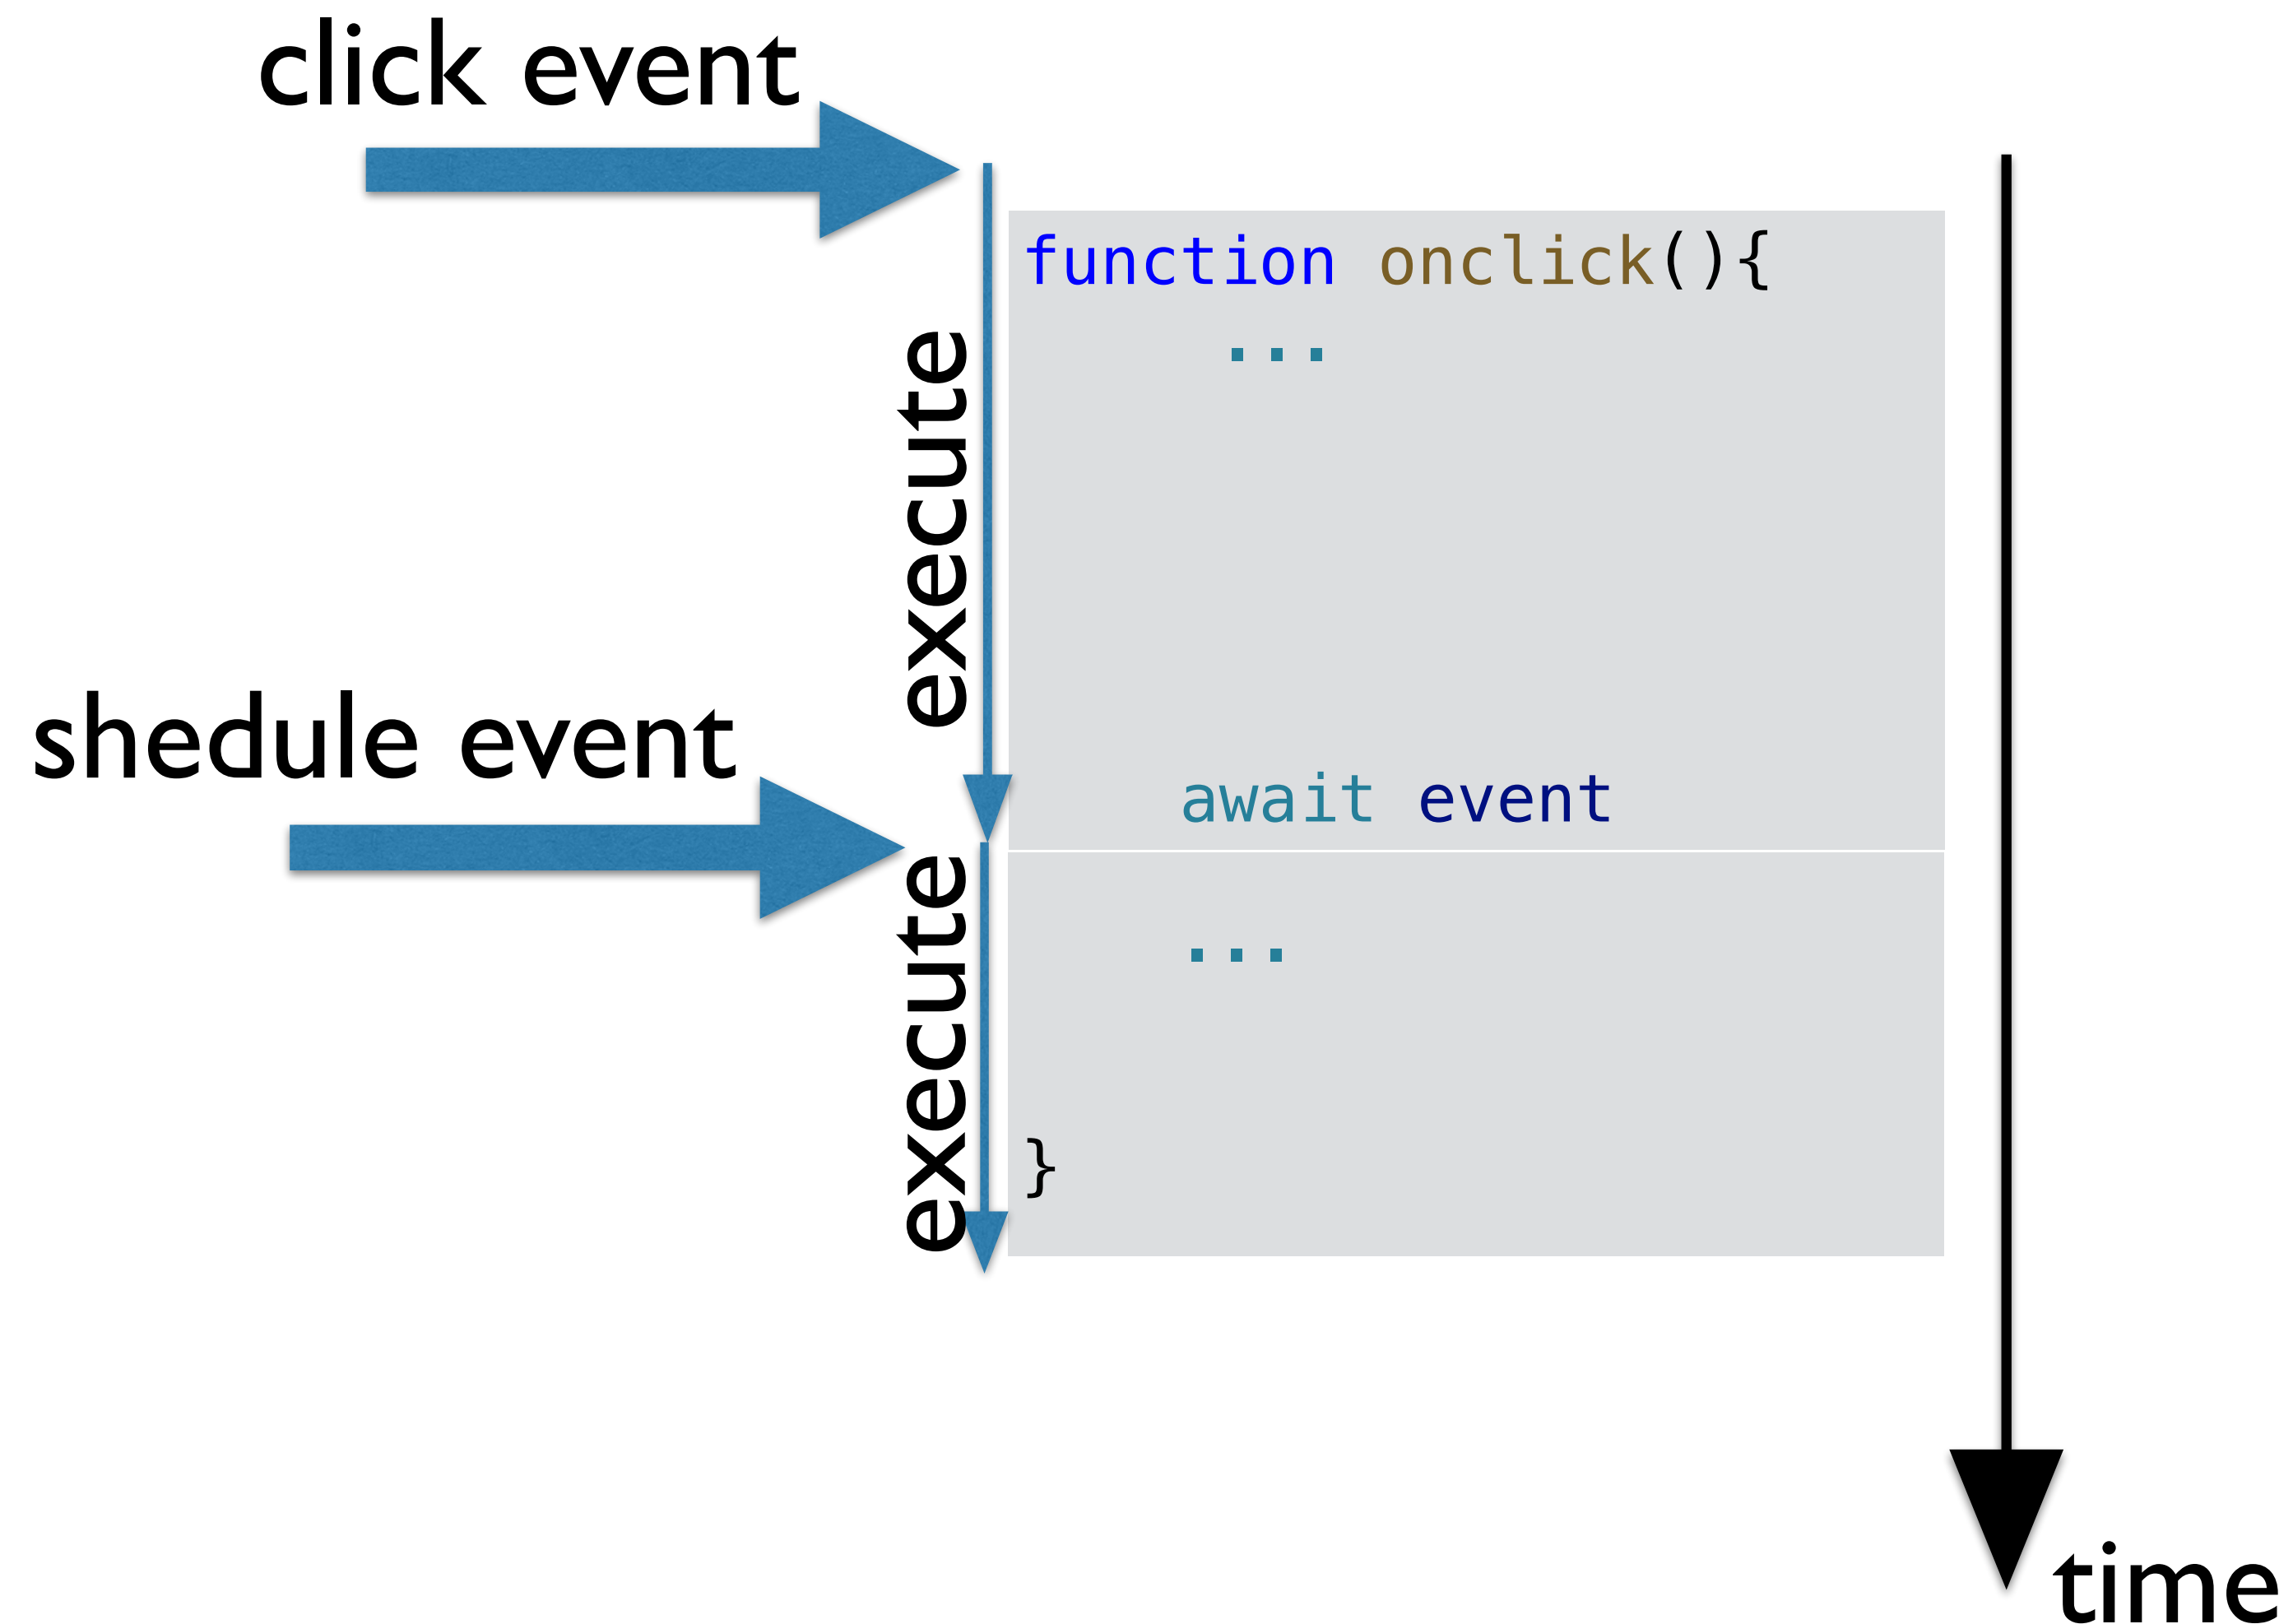 click event
function onclick(){
...
execute
shedule event
await event
execute
...
}
time